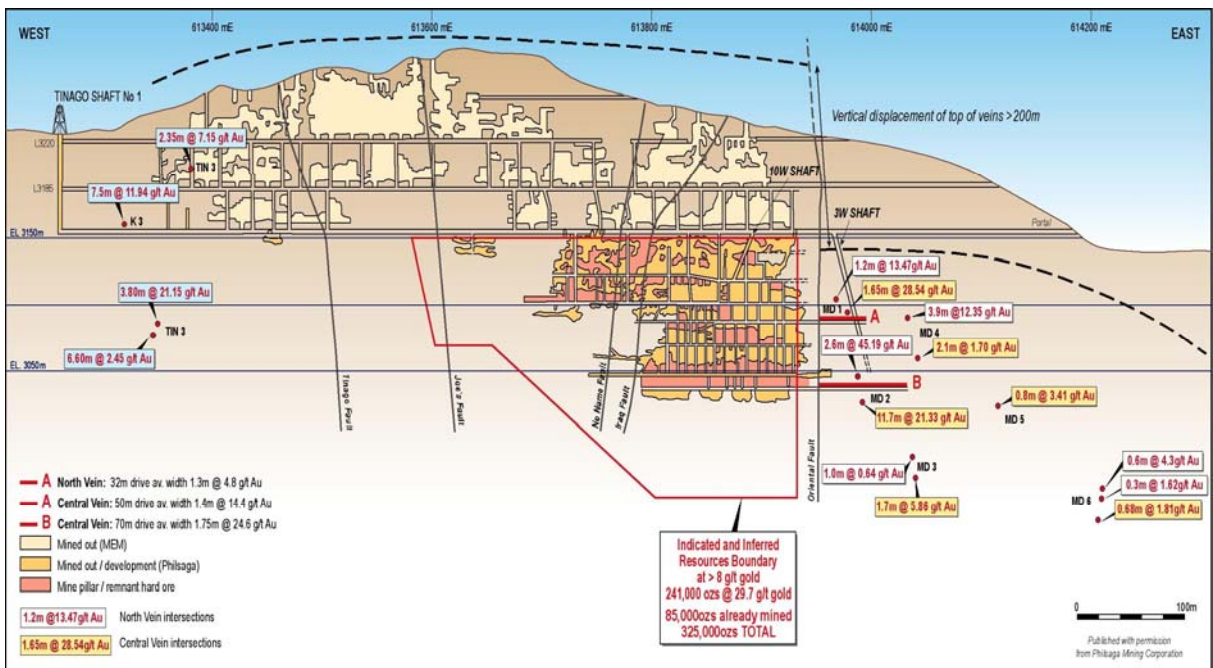 613400 mE
613600 mE
613800 mE
614000 mE
614200 mE
WEST
EAST
TINAGO SHAFT No 1
Vertical displacement of top of veins >200m
L3220
2.35m @ 7.15 g/t Au
TIN 3
10W SHAFT
L3185
7.5m @ 11.94 g/t Au
K 3
3W SHAFT
Portal
EL 3150m
1.2m @ 13.47g/t Au
1.65m @ 28.54 g/t Au
3.80m @ 21.15 g/t Au
MD 1
A
3.9m @12.35 g/t Au
TIN 3
MD 4
2.6m @ 45.19 g/t Au
2.1m @ 1.70 g/t Au
6.60m @ 2.45 g/t Au
EL 3050m
B
0.8m @ 3.41 g/t Au
MD 2
MD 5
11.7m @ 21.33 g/t Au
Tinago Fault
Joe's Fault
No Name Fault
Iraq Fault
Oriental Fault
1.0m @ 0.64 g/t Au
MD 3
1.7m @ 5.86 g/t Au
0.6m @ 4.3g/t Au
0.3m @ 1.62g/t Au
MD 6
0.68m @ 1.81g/t Au
A North Vein: 32m drive av. width 1.3m @ 4.8 g/t Au
A Central Vein: 50m drive av. width 1.4m @ 14.4 g/t Au
B Central Vein: 70m drive av. width 1.75m @ 24.6 g/t Au
Mined out (MEM)
Mined out / development (Philsaga)
Mine pillar / remnant hard ore
1.2m @13.47g/t Au North Vein intersections
1.65m @ 28.54g/t Au Central Vein intersections
Indicated and Inferred
Resources Boundary
at > 8 g/t gold
241,000 ozs @ 29.7 g/t gold
85,000ozs already mined
325,000ozs TOTAL
0 100m
Published with permission
from Philsaga Mining Corporation